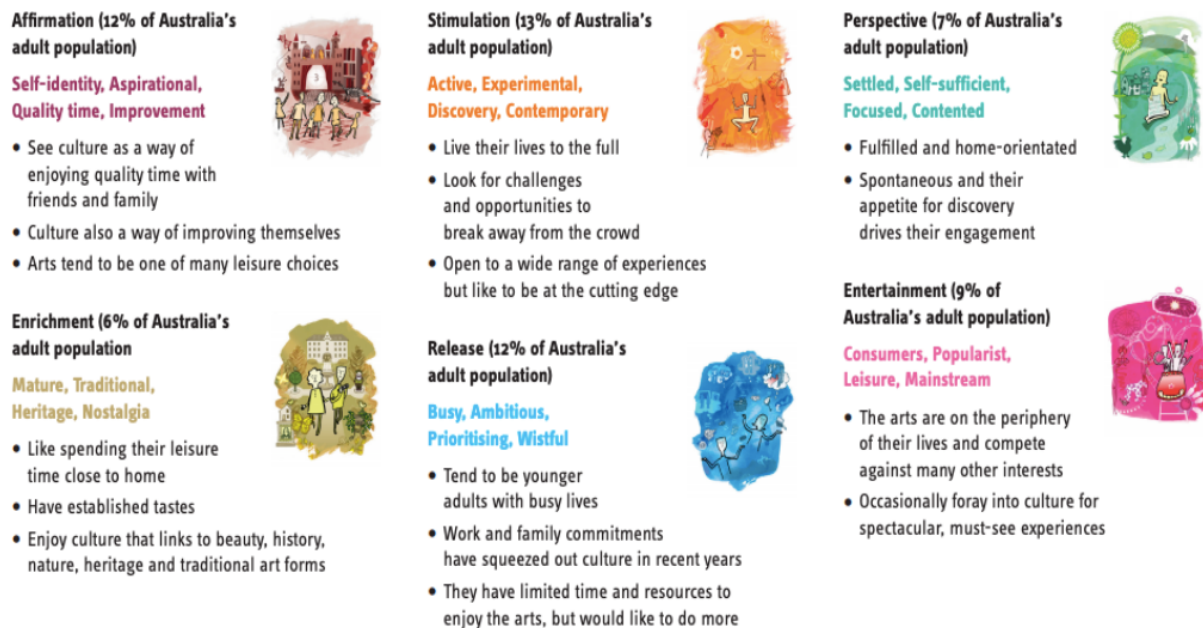 Affirmation (12% of Australia's
adult population)
Self-identity, Aspirational,
Quality time, Improvement
• See culture as a way of
enjoying quality time with
friends and family
• Culture also a way of improving themselves
• Arts tend to be one of many leisure choices
Enrichment (6% of Australia's
adult population
Mature, Traditional,
Heritage, Nostalgia
• Like spending their leisure
time close to home
• Have established tastes
• Enjoy culture that links to beauty, history,
nature, heritage and traditional art forms
Stimulation (13% of Australia's
adult population)
Active, Experimental,
Discovery, Contemporary
• Live their lives to the full
• Look for challenges
and opportunities to
break away from the crowd
• Open to a wide range of experiences
but like to be at the cutting edge
Release (12% of Australia's
adult population)
Busy, Ambitious,
Prioritising, Wistful
• Tend to be younger
adults with busy lives
• Work and family commitments
have squeezed out culture in recent years
• They have limited time and resources to
enjoy the arts, but would like to do more
Perspective (7% of Australia's
adult population)
Settled, Self-sufficient,
Focused, Contented
• Fulfilled and home-orientated
• Spontaneous and their
appetite for discovery
drives their engagement
Entertainment (9% of
Australia's adult population)
Consumers, Popularist,
Leisure, Mainstream
• The arts are on the periphery
of their lives and compete
against many other interests
• Occasionally foray into culture for
spectacular, must-see experiences